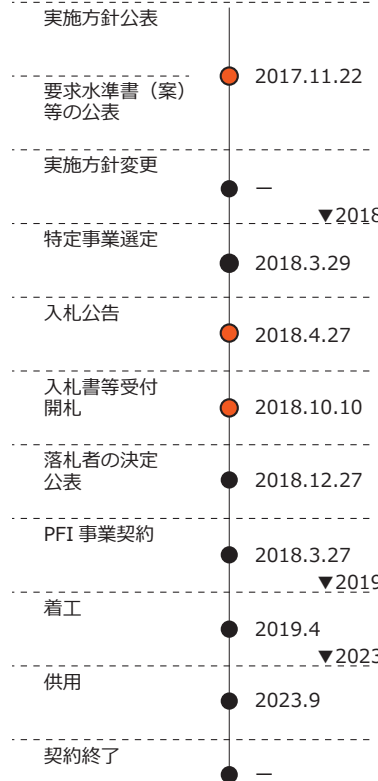 実施方針公表
2017.11.22
要求水準書（案）
等の公表
実施方針変更
－
▼2018
特定事業選定
2018.3.29
入札公告
2018.4.27
入札書等受付
開札
2018.10.10
落札者の決定
公表
2018.12.27
PFI 事業契約
2018.3.27
▼2019
着工
2019.4
▼2023
供用
2023.9
契約終了
－